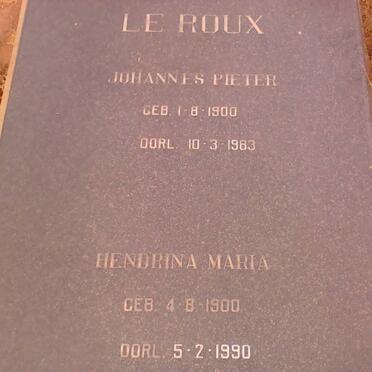 LE ROUX
JOHANNES PIETER
GEB. 1-8-1900
OORL. 10-3-1983
HENDRINA MARIA
GEB. 4-8-1900
OORL. 5-2-1990